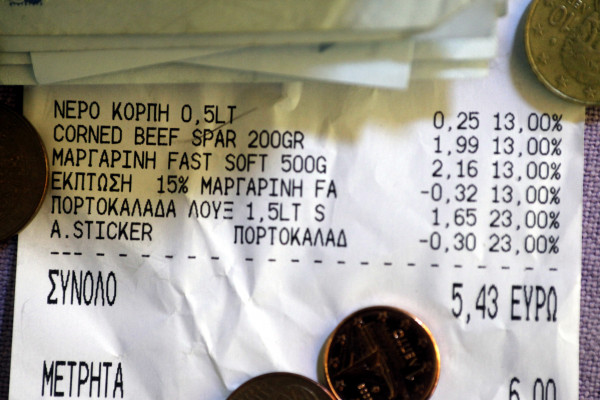 ΝΕΡΟ ΚΟΡΠΗ 0,5LT 0,25 13,00%
CORNED BEEF SPAR 200GR 1,99 13,00%
ΜΑΡΓΑΡΙΝΗ FAST SOFT 500G 2,16 13,00%
ΕΚΠΤΩΣΗ 15% ΜΑΡΓΑΡΙΝΗ FA -0,32 13,00%
ΠΟΡΤΟΚΑΛΑΔΑ ΛΟΥΞ 1,5LT S 1,65 23,00%
A.STICKER ΠΟΡΤΟΚΑΛΑΔ -0,30 23,00%
ΣΥΝΟΛΟ 5,43 ΕΥΡΩ
ΜΕΤΡΗΤΑ 6,00